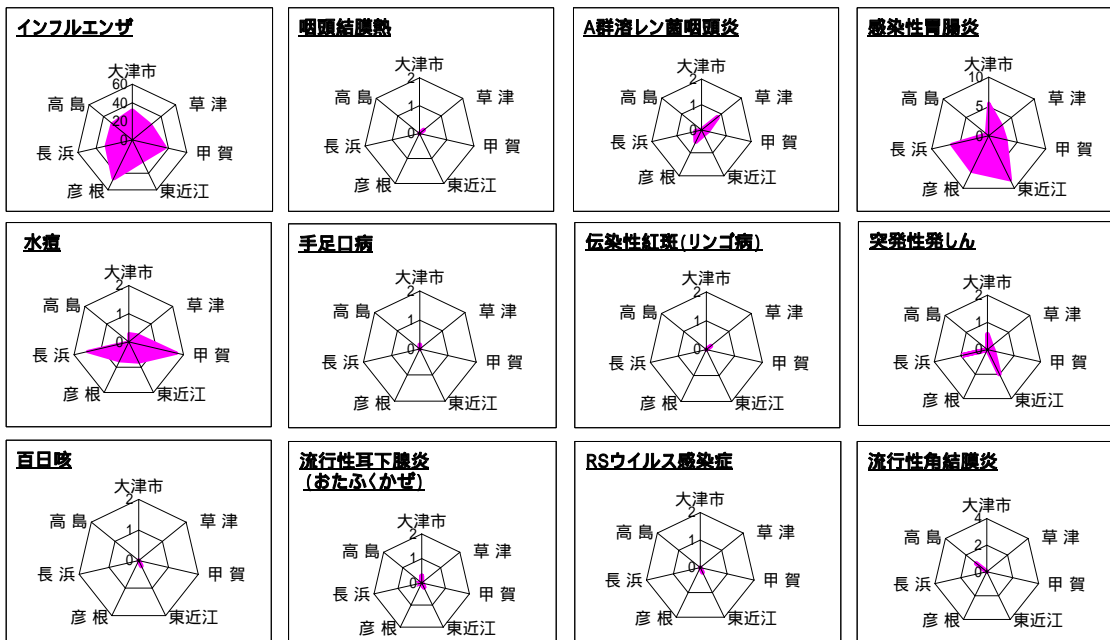 インフルエンザ
大津市
60
40
20
0
草 津
甲 賀
東近江
彦 根
長 浜
高 島
咽頭結膜熱
大津市
2
1
0
草 津
甲 賀
東近江
彦 根
長 浜
高 島
A群溶レン菌咽頭炎
大津市
2
1
0
草 津
甲 賀
東近江
彦 根
長 浜
高 島
感染性胃腸炎
大津市
10
5
0
草 津
甲 賀
東近江
彦 根
長 浜
高 島
水痘
大津市
2
1
0
草 津
甲 賀
東近江
彦 根
長 浜
高 島
手足口病
大津市
2
1
0
草 津
甲 賀
東近江
彦 根
長 浜
高 島
伝染性紅斑(リンゴ病)
大津市
2
1
0
草 津
甲 賀
東近江
彦 根
長 浜
高 島
突発性発しん
大津市
2
1
0
草 津
甲 賀
東近江
彦 根
長 浜
高 島
百日咳
大津市
2
1
0
草 津
甲 賀
東近江
彦 根
長 浜
高 島
流行性耳下腺炎
(おたふくかぜ)
大津市
2
1
0
草 津
甲 賀
東近江
彦 根
長 浜
高 島
RSウイルス感染症
大津市
2
1
0
草 津
甲 賀
東近江
彦 根
長 浜
高 島
流行性角結膜炎
大津市
4
2
0
草 津
甲 賀
東近江
彦 根
長 浜
高 島